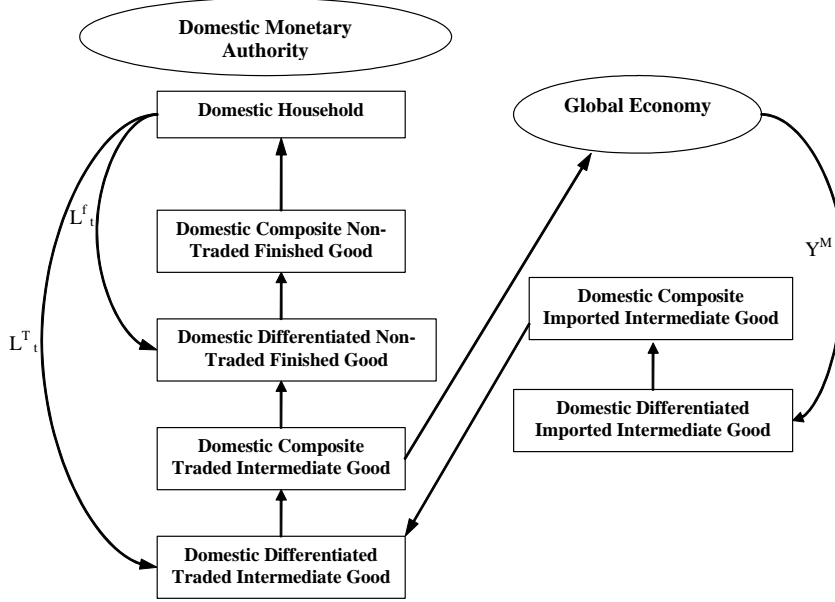 Domestic Monetary
Authority
Domestic Household
Global Economy
L^f_t
Domestic Composite Non-
Traded Finished Good
Y^M
Domestic Composite
Imported Intermediate Good
L^T_t
Domestic Differentiated Non-
Traded Finished Good
Domestic Differentiated
Imported Intermediate Good
Domestic Composite
Traded Intermediate Good
Domestic Differentiated
Traded Intermediate Good